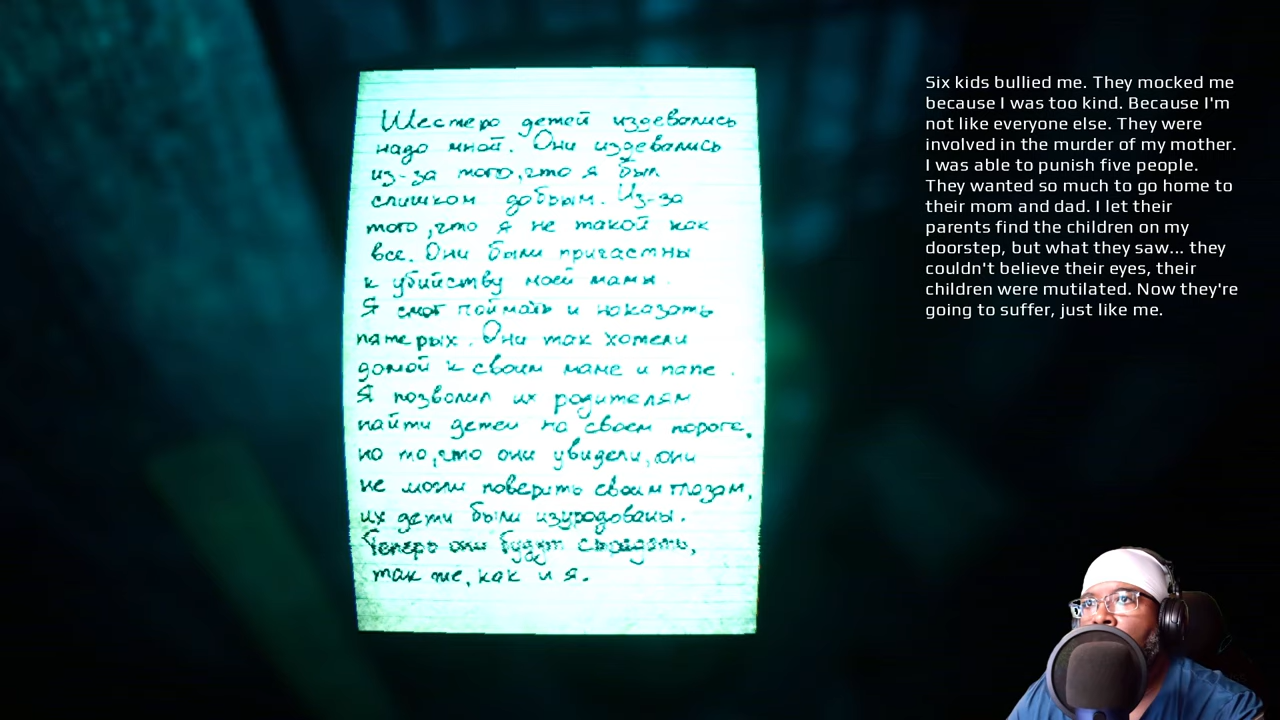 Шестеро детей издевались
надо мной. Они издевались
из-за того, что я был
слишком добрым. Из-за
того, что я не такой как
все. Они были причастны
к убийству моей мамы.
Я смог поймать и наказать
пятерых. Они так хотели
домой к своим маме и папе.
Я позволил их родителям
найти детей на своем пороге,
но то, что они увидели, они
не могли поверить своим глазам,
их дети были изуродованы.
Теперь они будут страдать,
так же, как и я.
Six kids bullied me. They mocked me
because I was too kind. Because I'm
not like everyone else. They were
involved in the murder of my mother.
I was able to punish five people.
They wanted so much to go home to
their mom and dad. I let their
parents find the children on my
doorstep, but what they saw... they
couldn't believe their eyes, their
children were mutilated. Now they're
going to suffer, just like me.